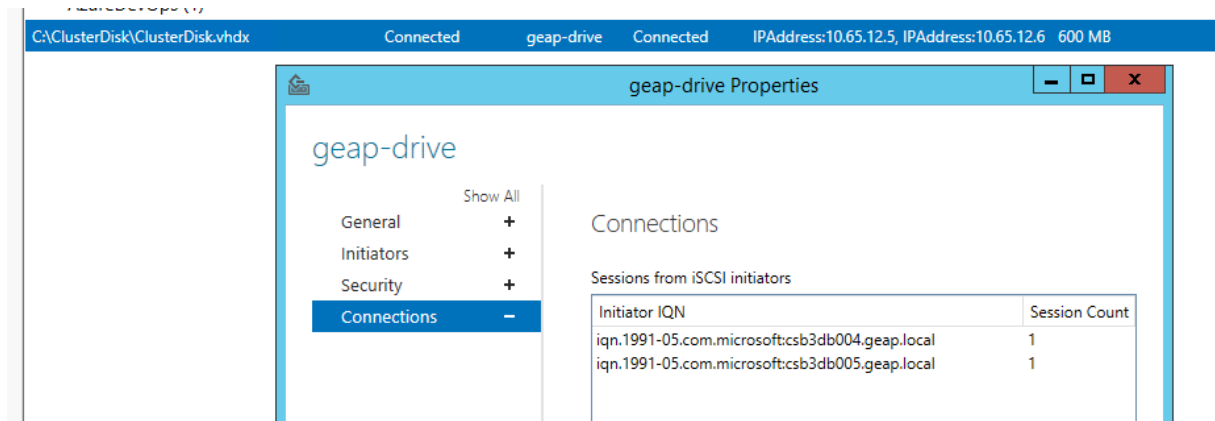 AzureDevOps (1)
C:\ClusterDisk\ClusterDisk.vhdx Connected geap-drive Connected IPAddress:10.65.12.5, IPAddress:10.65.12.6 600 MB
geap-drive Properties
geap-drive
Show All
General +
Initiators +
Security +
Connections –
Connections
Sessions from iSCSI initiators
Initiator IQN Session Count
iqn.1991-05.com.microsoft:csb3db004.geap.local 1
iqn.1991-05.com.microsoft:csb3db005.geap.local 1